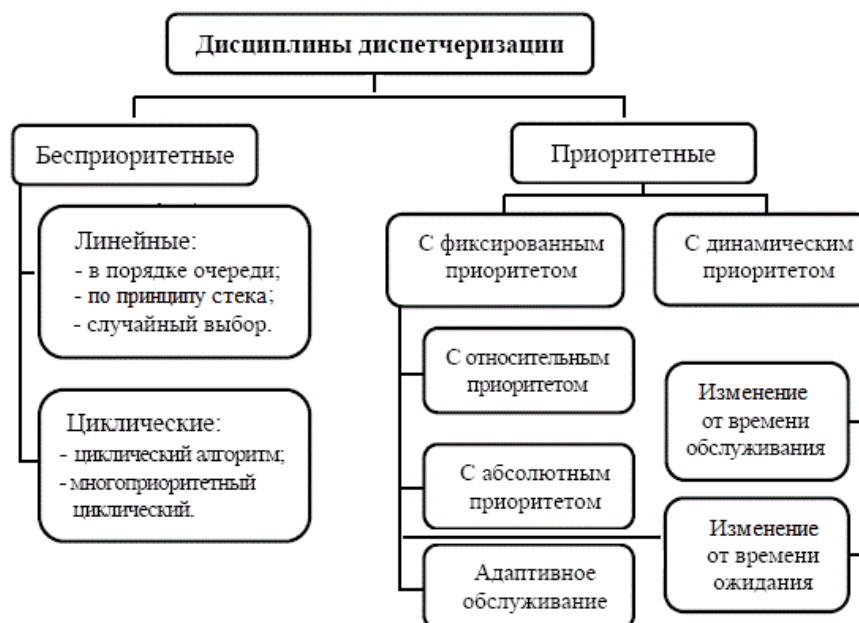 Дисциплины диспетчеризации
Бесприоритетные
Линейные:
- в порядке очереди;
- по принципу стека;
- случайный выбор.
Циклические:
- циклический алгоритм;
- многоприоритетный
циклический.
Приоритетные
С фиксированным
приоритетом
С динамическим
приоритетом
С относительным
приоритетом
С абсолютным
приоритетом
Адаптивное
обслуживание
Изменение
от времени
обслуживания
Изменение
от времени
ожидания